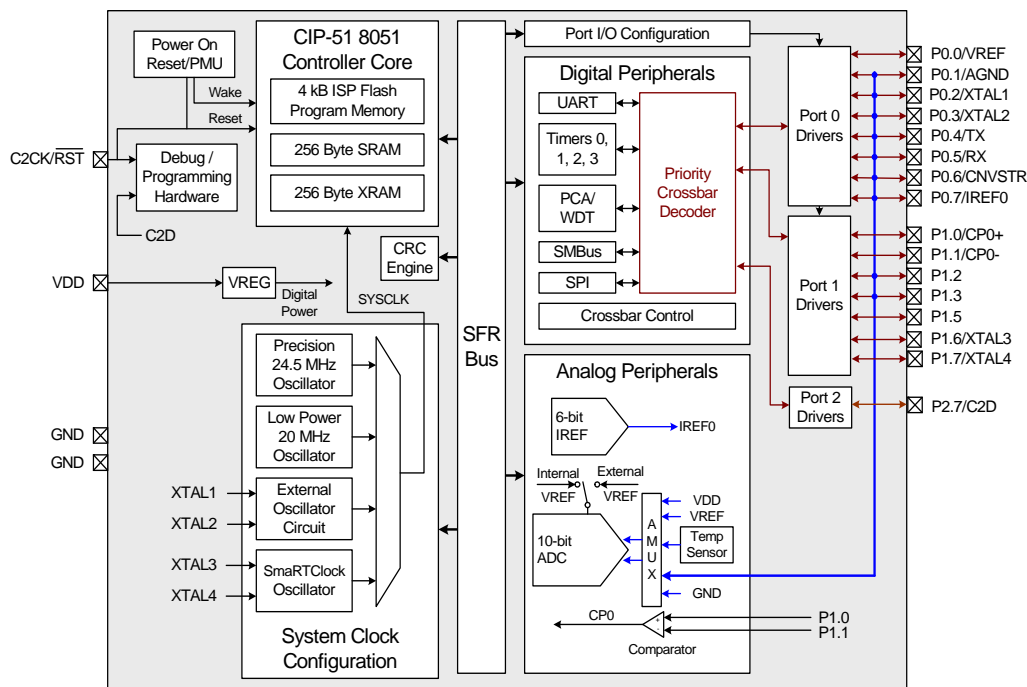 Power On
Reset/PMU
Wake
Reset
C2CK/RST
Debug /
Programming
Hardware
C2D
VDD
VREG
Digital
Power
GND
GND
CIP-51 8051
Controller Core
4 kB ISP Flash
Program Memory
256 Byte SRAM
256 Byte XRAM
CRC
Engine
SYSCLK
Precision
24.5 MHz
Oscillator
Low Power
20 MHz
Oscillator
XTAL1
XTAL2
External
Oscillator
Circuit
XTAL3
XTAL4
SmaRTClock
Oscillator
System Clock
Configuration
SFR
Bus
Port I/O Configuration
Digital Peripherals
UART
Timers 0,
1, 2, 3
PCA/
WDT
SMBus
SPI
Priority
Crossbar
Decoder
Crossbar Control
Analog Peripherals
6-bit
IREF
IREF0
Internal
VREF
External
VREF
10-bit
ADC
A
M
U
X
VDD
VREF
Temp
Sensor
GND
CP0
+
-
Comparator
P1.0
P1.1
Port 0
Drivers
Port 1
Drivers
Port 2
Drivers
P0.0/VREF
P0.1/AGND
P0.2/XTAL1
P0.3/XTAL2
P0.4/TX
P0.5/RX
P0.6/CNVSTR
P0.7/IREF0
P1.0/CP0+
P1.1/CP0-
P1.2
P1.3
P1.5
P1.6/XTAL3
P1.7/XTAL4
P2.7/C2D